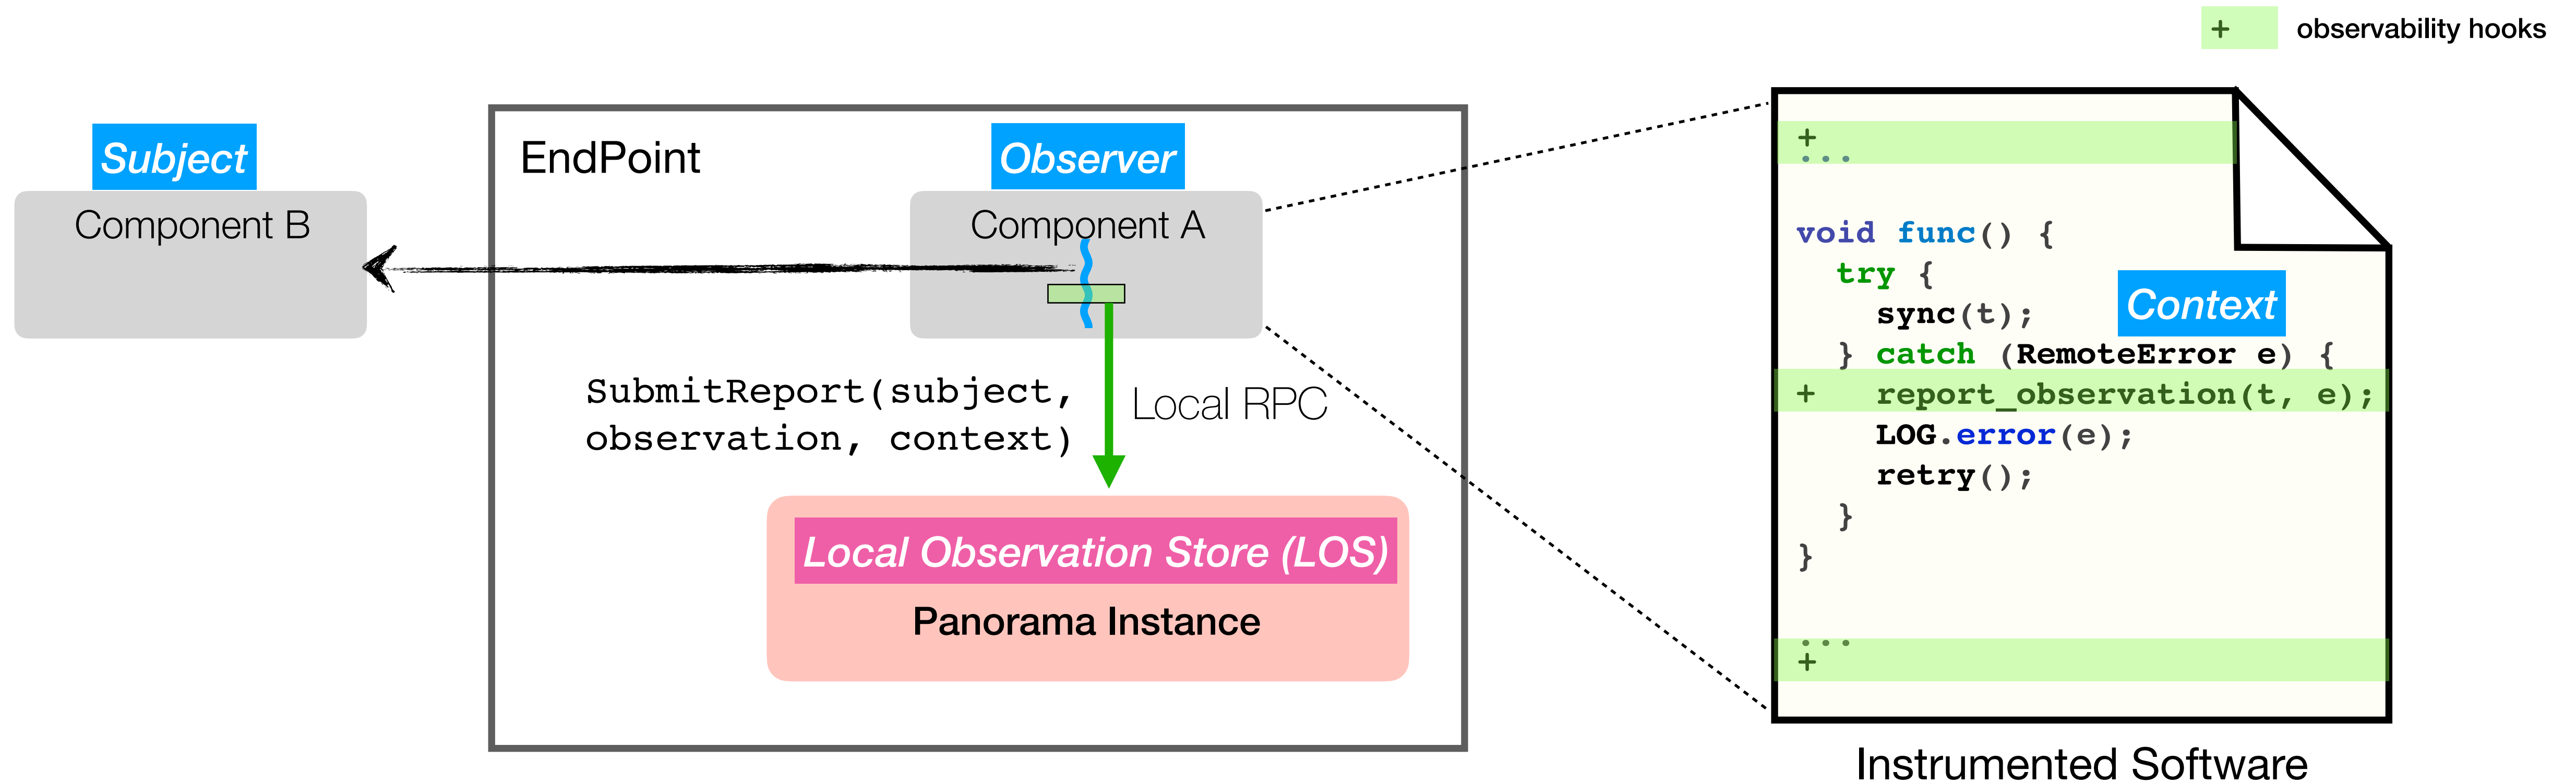 + observability hooks
Subject
Component B
EndPoint
Observer
Component A
SubmitReport(subject,
observation, context)
Local RPC
Local Observation Store (LOS)
Panorama Instance
+
...
void func() {
try {
sync(t);
Context
} catch (RemoteError e) {
+ report_observation(t, e);
LOG.error(e);
retry();
}
}
...
+
Instrumented Software